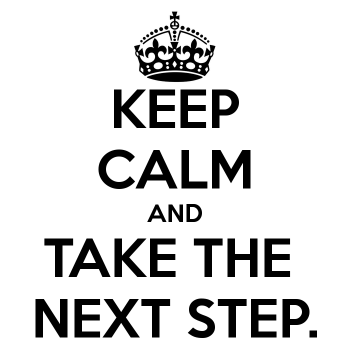 KEEP
CALM
AND
TAKE THE
NEXT STEP.